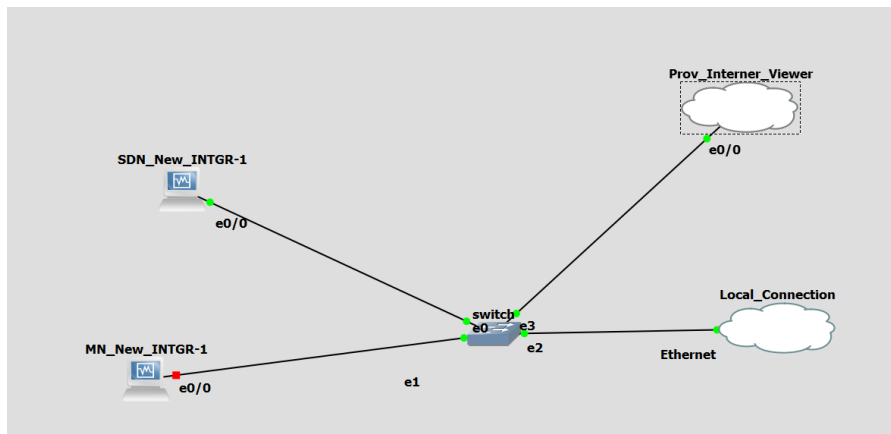 Prov_Interner_Viewer
e0/0
SDN_New_INTGR-1
e0/0
Local_Connection
switch
e0
e3
e2
Ethernet
MN_New_INTGR-1
e0/0
e1